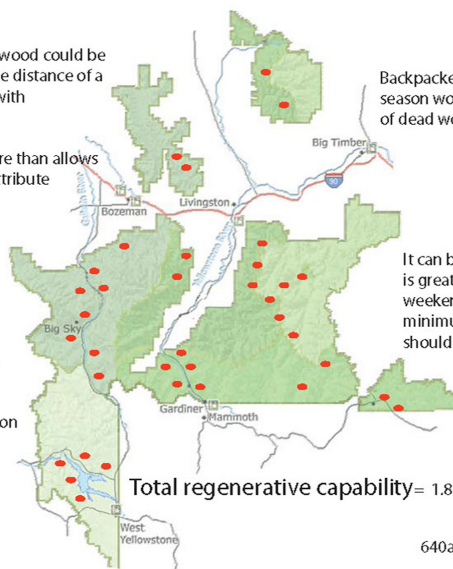 wood could be
e distance of a
with
Backpacke
season wo
of dead we
Big Timber
re than allows
tribute
90
Livingston
Bozeman
It can b
is great
weeken
minimu
should
Big Sky
Gardiner
Mammoth
on
Total regenerative capability= 1.8
West
Yellowstone
640a